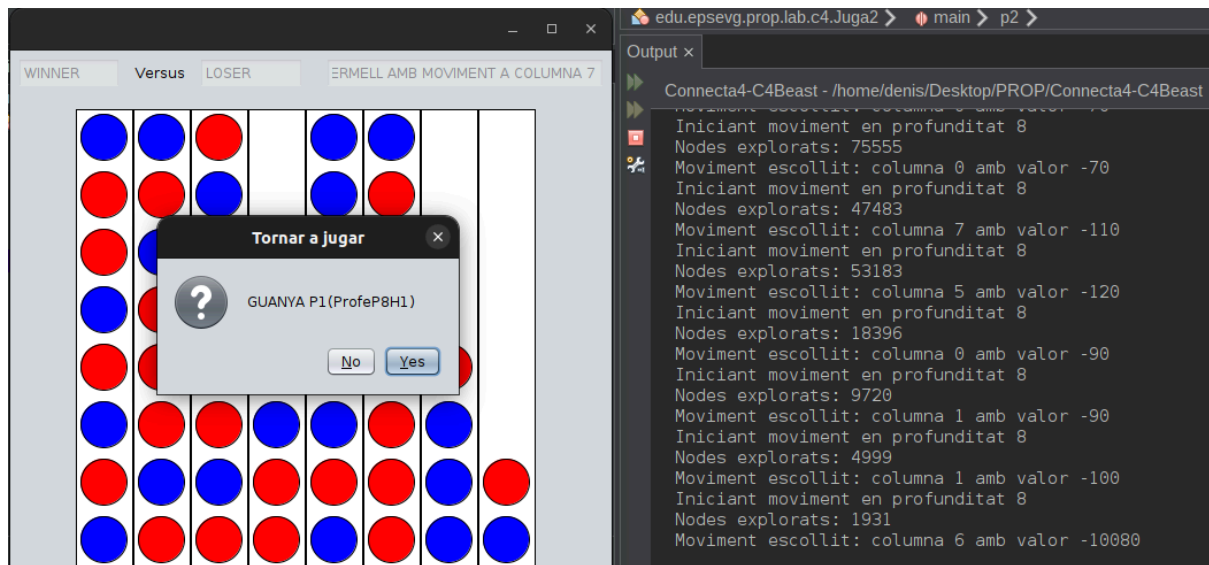 WINNER Versus LOSER ERMELL AMB MOVIMENT A COLUMNA 7
Tornar a jugar
GUANYA P1(ProfeP8H1)
No Yes
edu.epsevg.prop.lab.c4.Juga2 main p2
Output
Connecta4-C4Beast - /home/denis/Desktop/PROP/Connecta4-C4Beast
Iniciant moviment en profunditat 8
Nodes explorats: 75555
Moviment escollit: columna 0 amb valor -70
Iniciant moviment en profunditat 8
Nodes explorats: 47483
Moviment escollit: columna 7 amb valor -110
Iniciant moviment en profunditat 8
Nodes explorats: 53183
Moviment escollit: columna 5 amb valor -120
Iniciant moviment en profunditat 8
Nodes explorats: 18396
Moviment escollit: columna 0 amb valor -90
Iniciant moviment en profunditat 8
Nodes explorats: 9720
Moviment escollit: columna 1 amb valor -90
Iniciant moviment en profunditat 8
Nodes explorats: 4999
Moviment escollit: columna 1 amb valor -100
Iniciant moviment en profunditat 8
Nodes explorats: 1931
Moviment escollit: columna 6 amb valor -10080